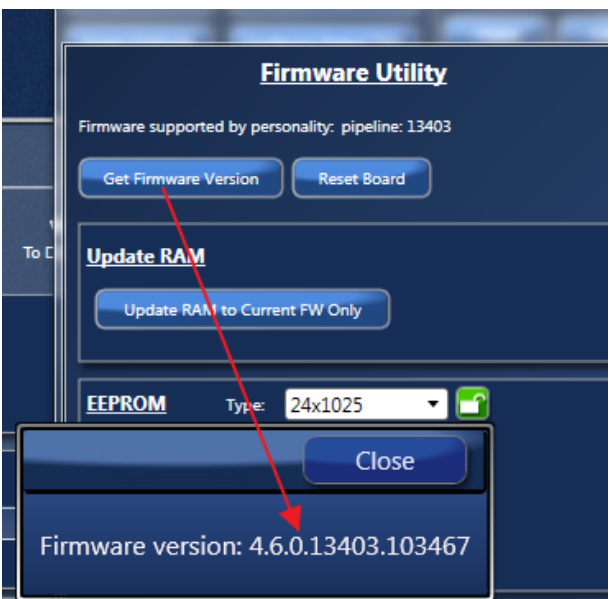 Firmware Utility
Firmware supported by personality: pipeline: 13403
Get Firmware Version
Reset Board
To D
Update RAM
Update RAM to Current FW Only
EEPROM
Type:
24x1025
Close
Firmware version: 4.6.0.13403.103467